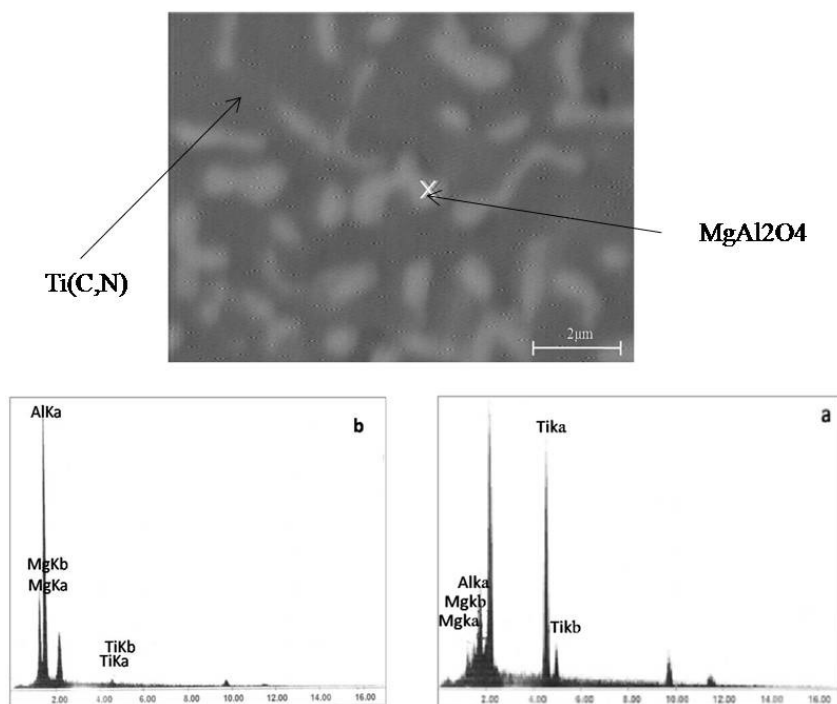 MgAl2O4
Ti(C,N)
2μm
AlKa
b
MgKb
MgKa
TiKb
TiKa
2.00 4.00 6.00 8.00 10.00 12.00 14.00 16.00
a
Tika
Alka
Mgkb
Mgka
Tikb
2.00 4.00 6.00 8.00 10.00 12.00 14.00 16.00